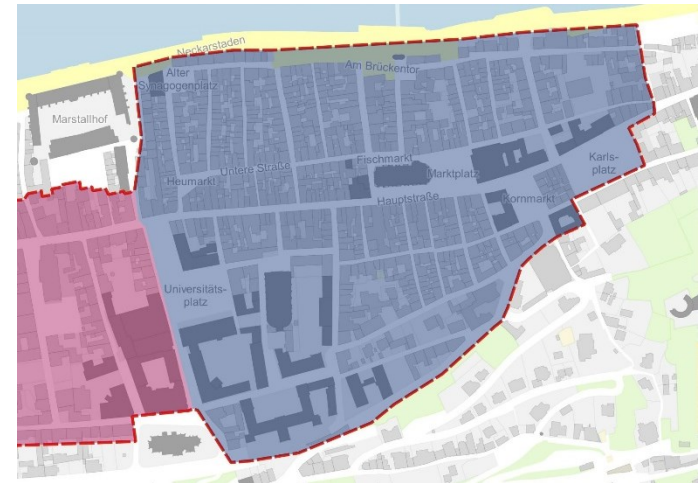 Neckarstaden
Am Brückentor
Alter
Synagogenplatz
Marstallhof
Untere Straße
Fischmarkt
Heumarkt
Marktplatz
Karls-
platz
Hauptstraße
Kornmarkt
Universitäts-
platz